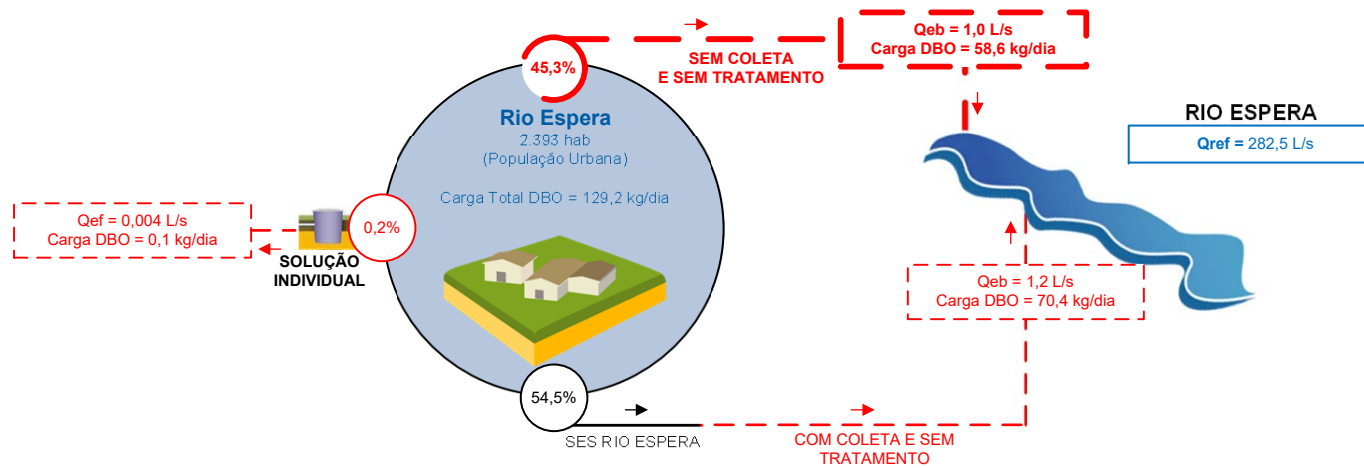 45,3%
SEM COLETA
E SEM TRATAMENTO
Qeb = 1,0 L/s
Carga DBO = 58,6 kg/dia
RIO ESPERA
Qref = 282,5 L/s
Rio Espera
2.393 hab
(População Urbana)
Carga Total DBO = 129,2 kg/dia
Qef = 0,004 L/s
Carga DBO = 0,1 kg/dia
SOLUÇÃO
INDIVIDUAL
0,2%
Qeb = 1,2 L/s
Carga DBO = 70,4 kg/dia
54,5%
SES RIO ESPERA
COM COLETA E SEM
TRATAMENTO